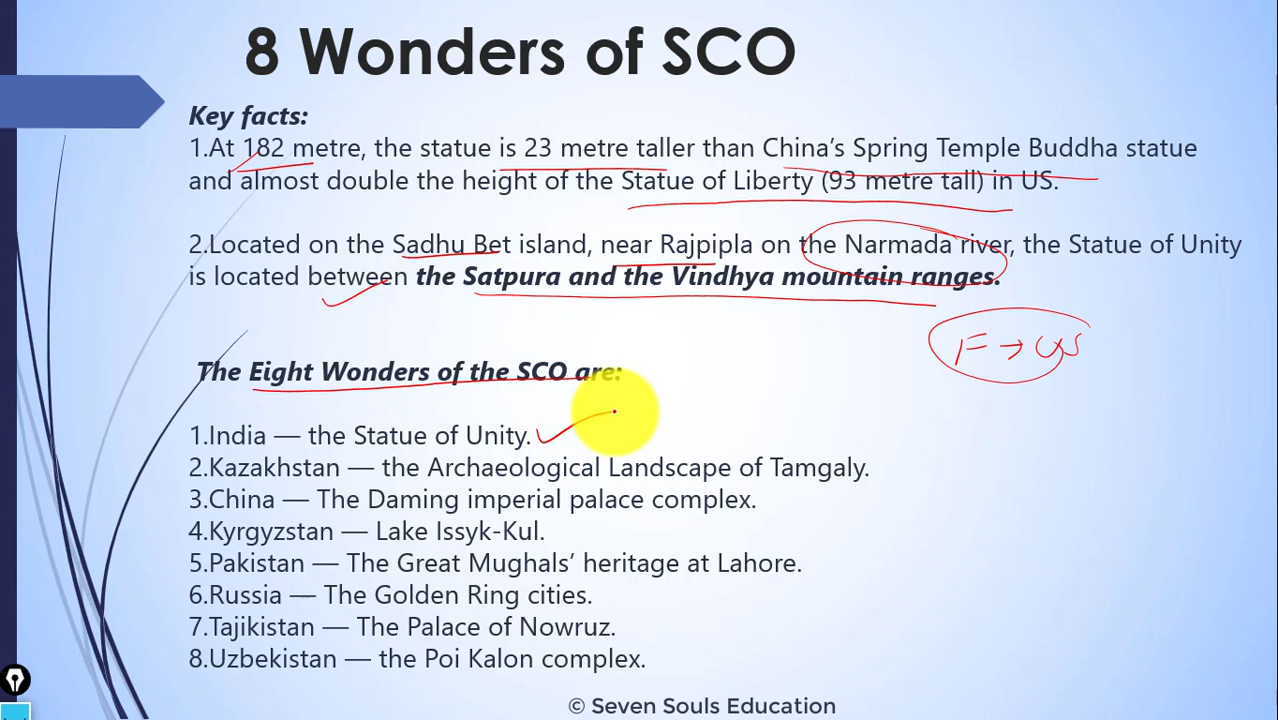 8 Wonders of SCO
Key facts:
1.At 182 metre, the statue is 23 metre taller than China's Spring Temple Buddha statue
and almost double the height of the Statue of Liberty (93 metre tall) in US.
2.Located on the Sadhu Bet island, near Rajpipla on the Narmada river, the Statue of Unity
is located between the Satpura and the Vindhya mountain ranges.
F →
The Eight Wonders of the SCO are:
1.India — the Statue of Unity.
2.Kazakhstan — the Archaeological Landscape of Tamgaly.
3.China — The Daming imperial palace complex.
4.Kyrgyzstan — Lake Issyk-Kul.
5.Pakistan — The Great Mughals’ heritage at Lahore.
6.Russia — The Golden Ring cities.
7.Tajikistan — The Palace of Nowruz.
8.Uzbekistan — the Poi Kalon complex.
© Seven Souls Education